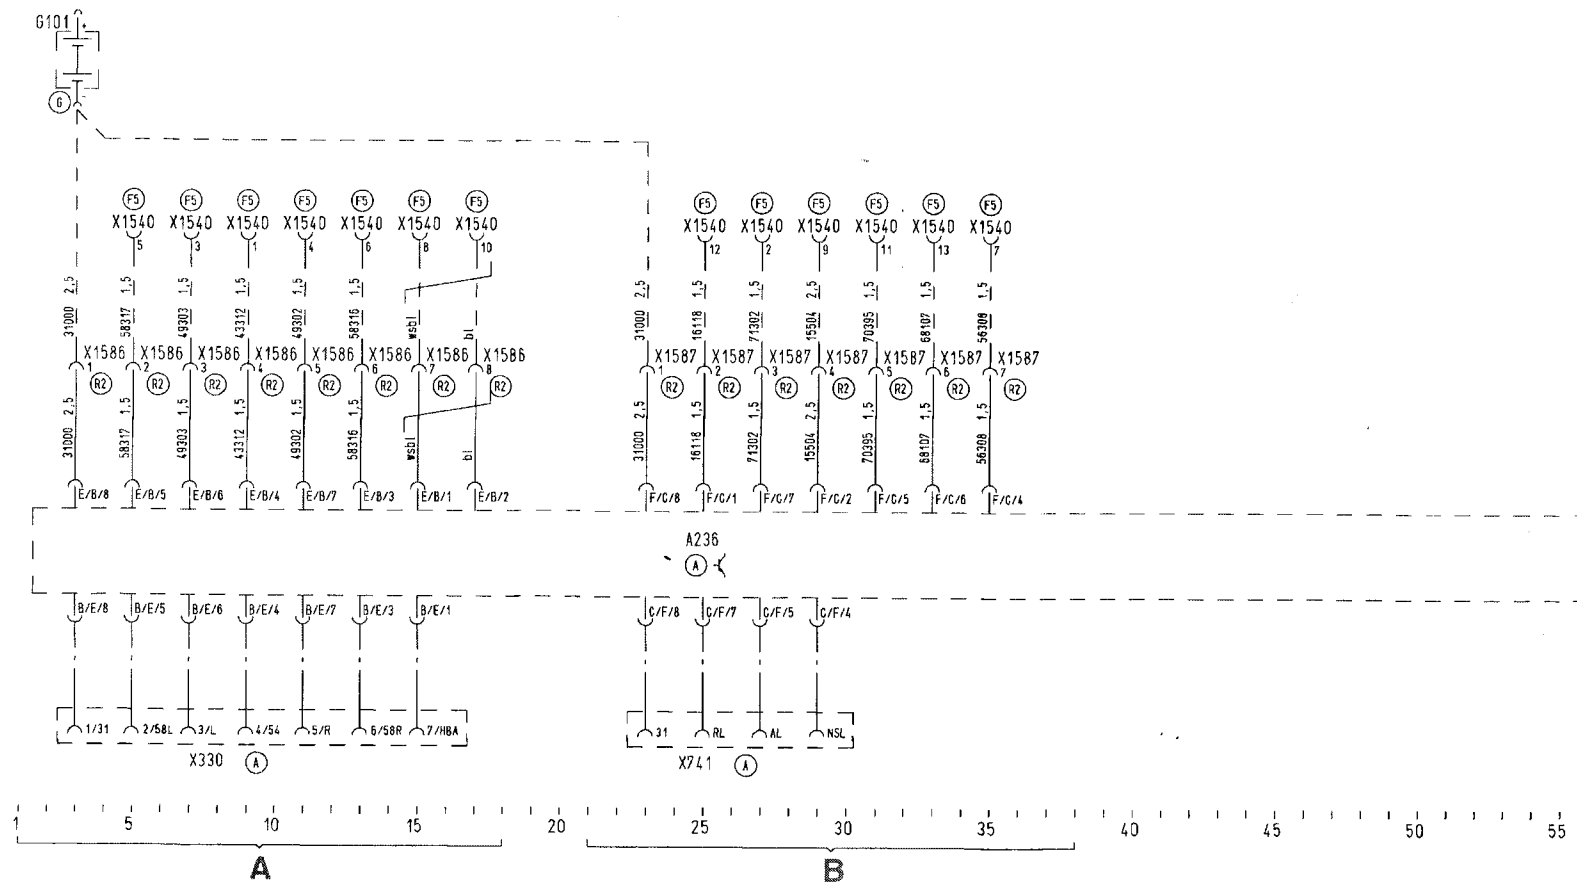 G101
+
G
F5 F5 F5 F5 F5 F5 F5 F5 F5 F5 F5 F5 F5
X1540 X1540 X1540 X1540 X1540 X1540 X1540 X1540 X1540 X1540 X1540 X1540 X1540
5 3 1 4 6 8 10 12 2 9 11 13 7
31000 2,5 58317 1,5 49303 1,5 43312 1,5 49302 1,5 58316 1,5 wsbl bl 31000 2,5 16118 1,5 71302 1,5 15504 2,5 70395 1,5 68107 1,5 56308 1,5
X1586 X1586 X1586 X1586 X1586 X1586 X1586 X1586 X1587 X1587 X1587 X1587 X1587 X1587 X1587
1 2 3 4 5 6 7 8 1 2 3 4 5 6 7
R2 R2 R2 R2 R2 R2 R2 R2 R2 R2 R2 R2 R2 R2 R2
31000 2,5 58317 1,5 49303 1,5 43312 1,5 49302 1,5 58316 1,5 wsbl bl 31000 2,5 16118 1,5 71302 1,5 15504 2,5 70395 1,5 68107 1,5 56308 1,5
E/B/8 E/B/5 E/B/6 E/B/4 E/B/7 E/B/3 E/B/1 E/B/2 F/C/8 F/C/1 F/C/7 F/C/2 F/C/5 F/C/6 F/C/4
A236
A
B/E/8 B/E/5 B/E/6 B/E/4 B/E/7 B/E/3 B/E/1 C/F/8 C/F/7 C/F/5 C/F/4
1/31 2/58L 3/L 4/54 5/R 6/58R 7/HBA 31 RL AL NSL
X330 A X741 A
1 5 10 15 20 25 30 35 40 45 50 55
A B